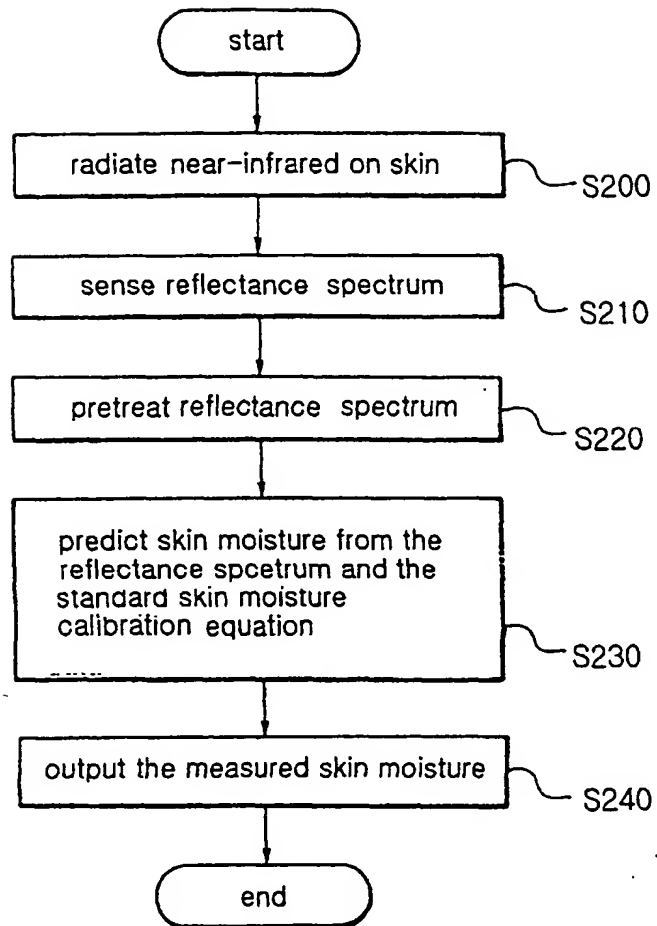 start
radiate near-infrared on skin
S200
sense reflectance spectrum
S210
pretreat reflectance spectrum
S220
predict skin moisture from the
reflectance spcetrum and the
standard skin moisture
calibration equation
S230
output the measured skin moisture
S240
end